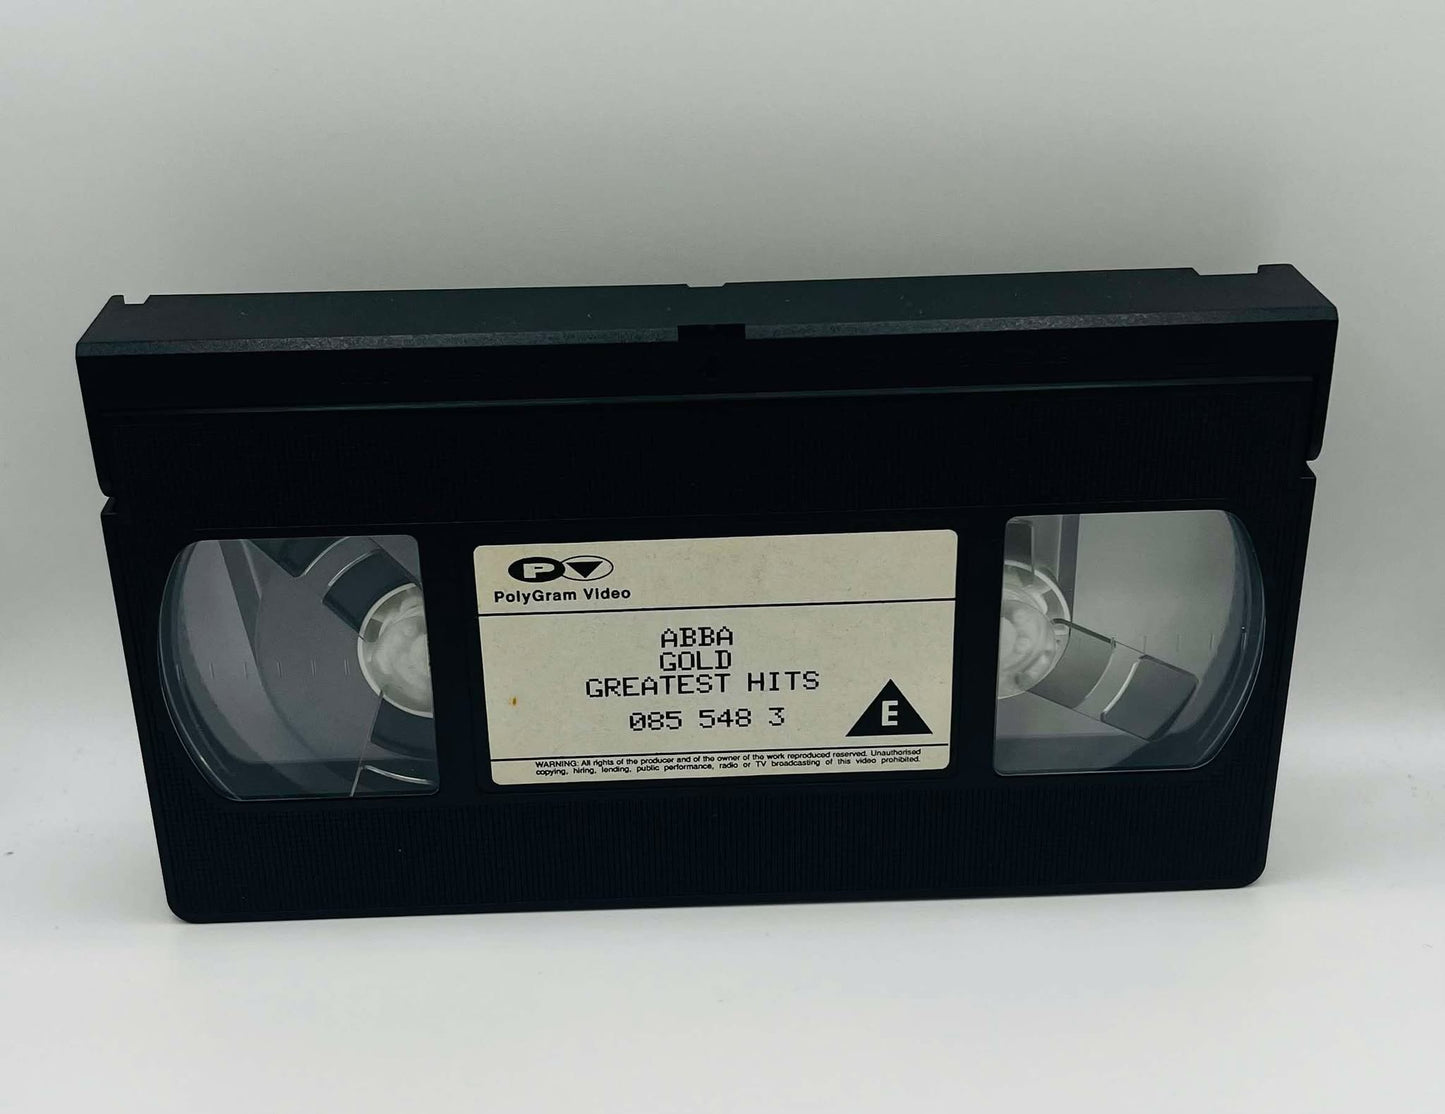 P
PolyGram Video
ABBA
GOLD
GREATEST HITS
085 548 3
E
WARNING: All rights of the producer and of the owner of the work reproduced reserved. Unauthorised
copying, hiring, lending, public performance, radio or TV broadcasting of this video prohibited.